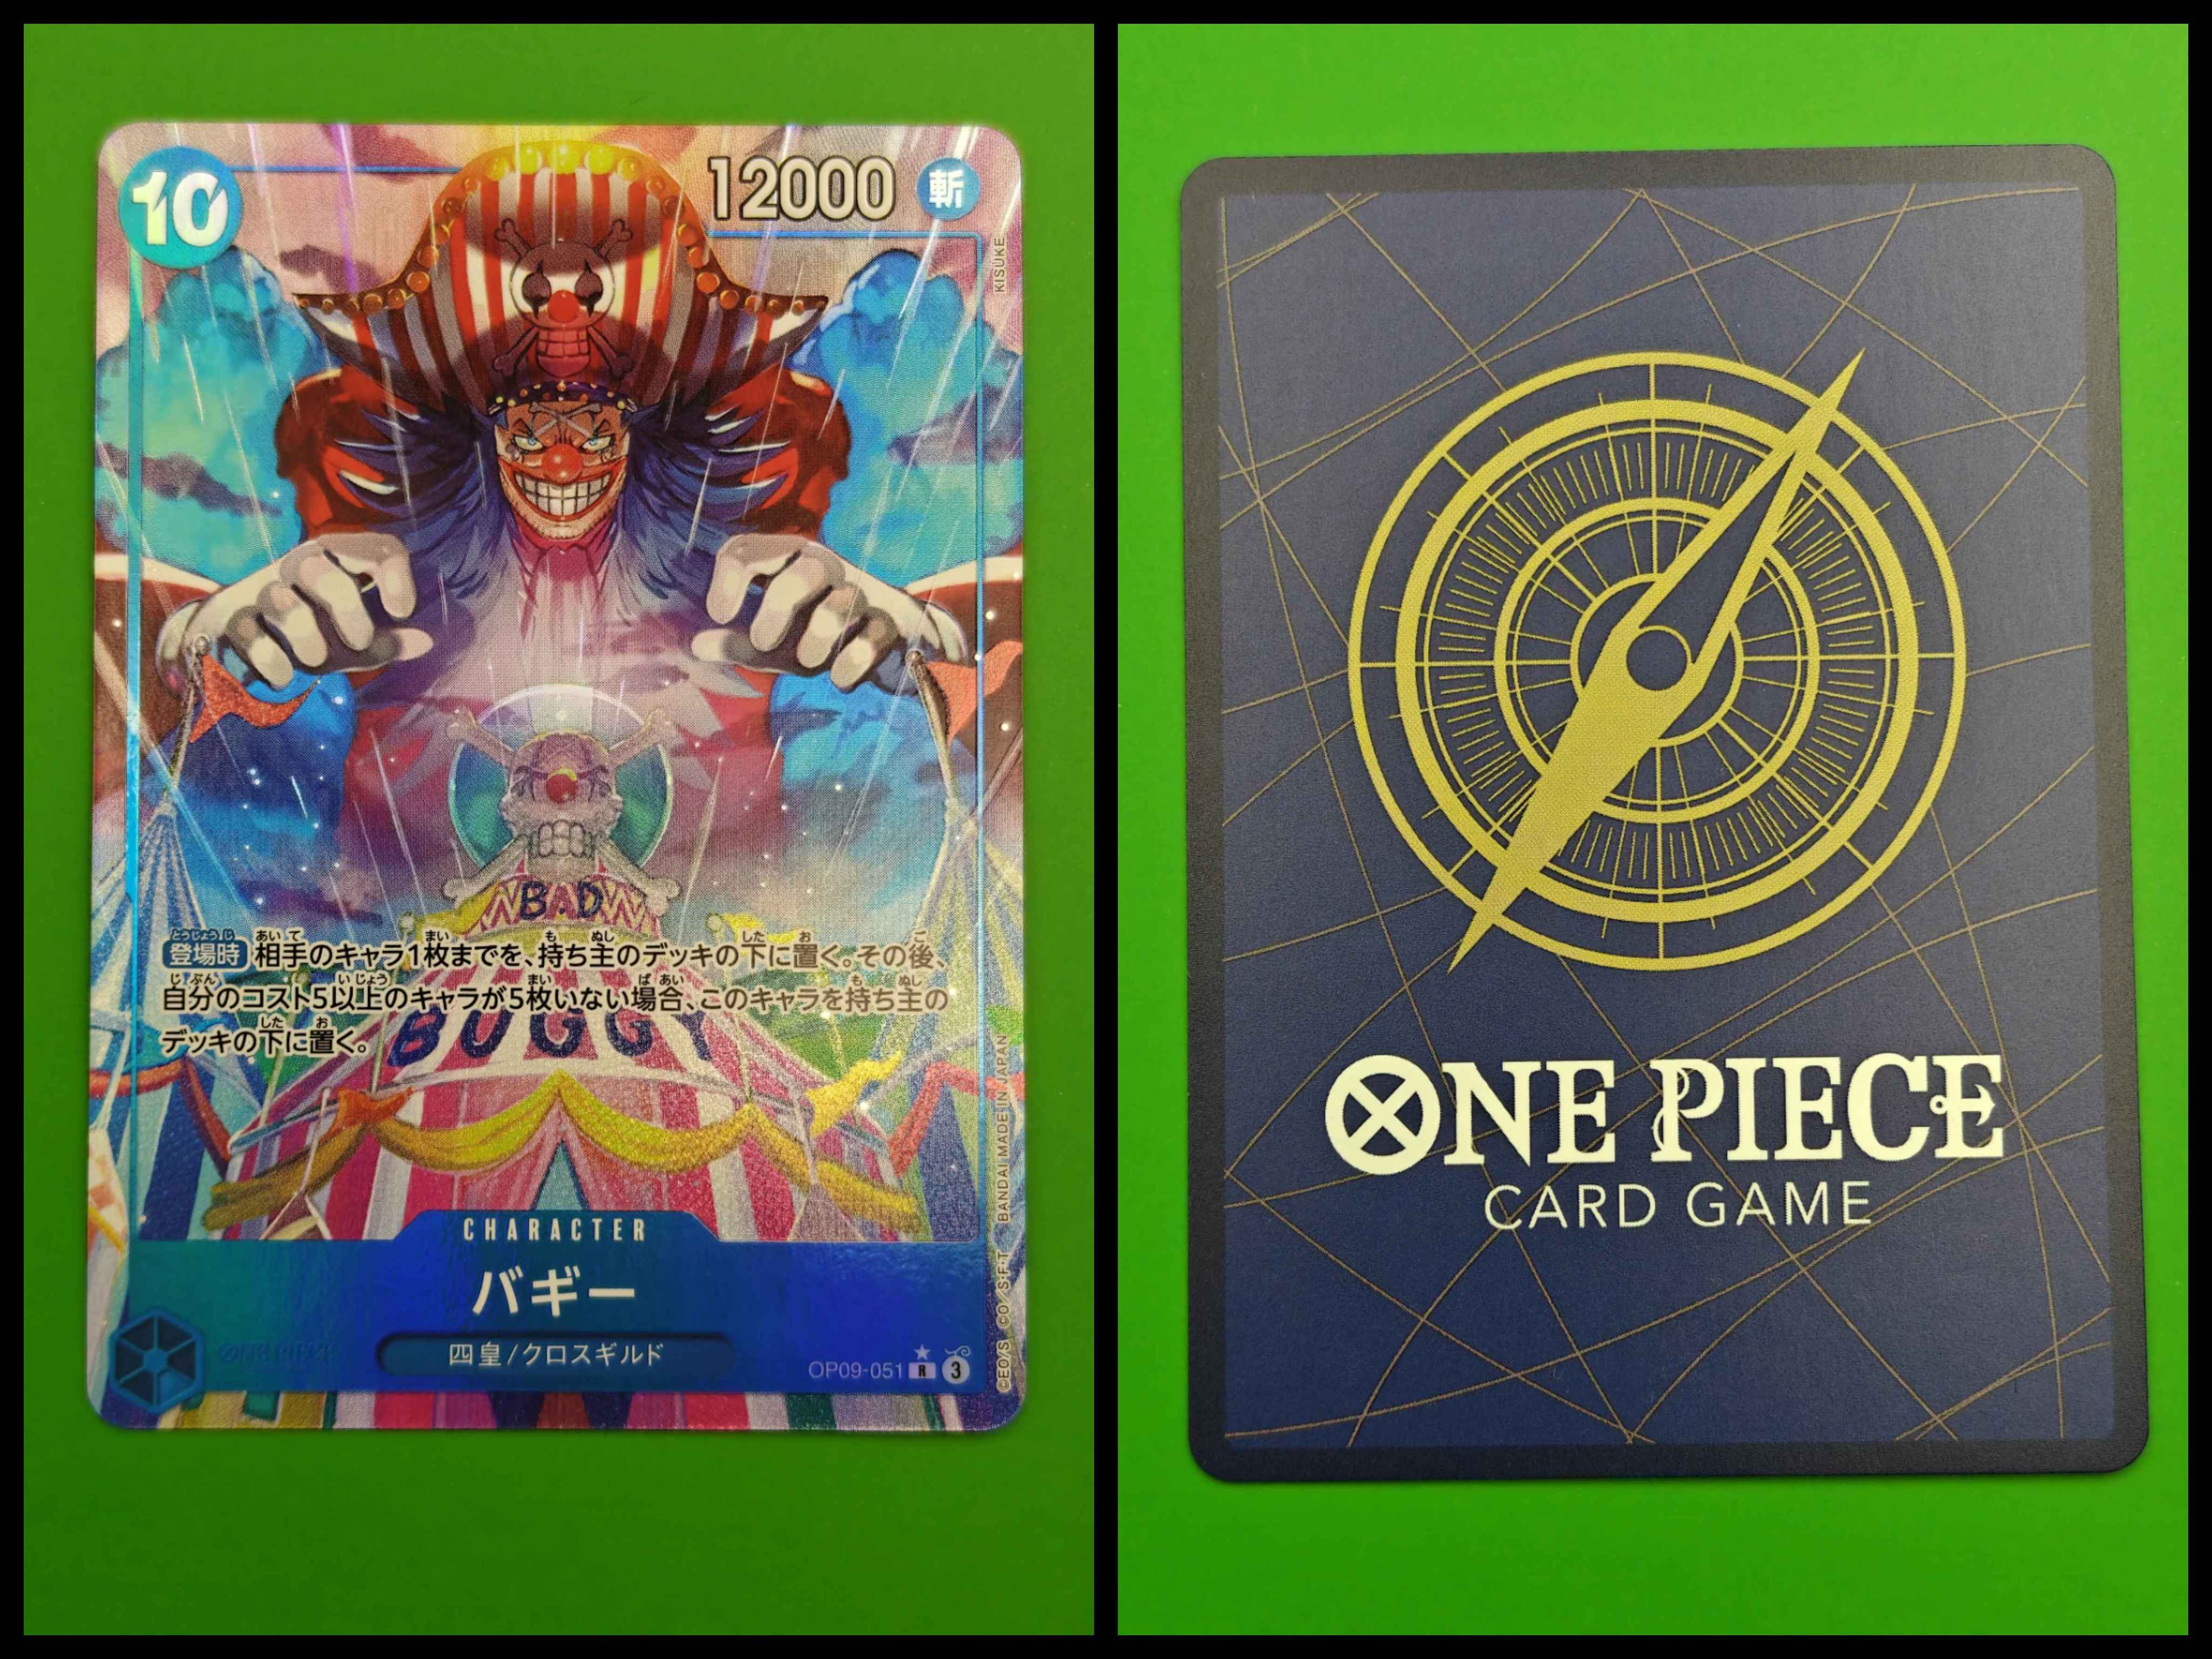 10
12000
斬
KISUKE
BAD
登場時 相手のキャラ1枚までを、持ち主のデッキの下に置く。その後、
自分のコスト5以上のキャラが5枚いない場合、このキャラを持ち主の
デッキの下に置く。
BUGGY
CHARACTER
バギー
四皇/クロスギルド
ONE PIECE
OP09-051 R 3
©EO/S ©O/S,F,T BANDAI MADE IN JAPAN
ONE PIECE
CARD GAME